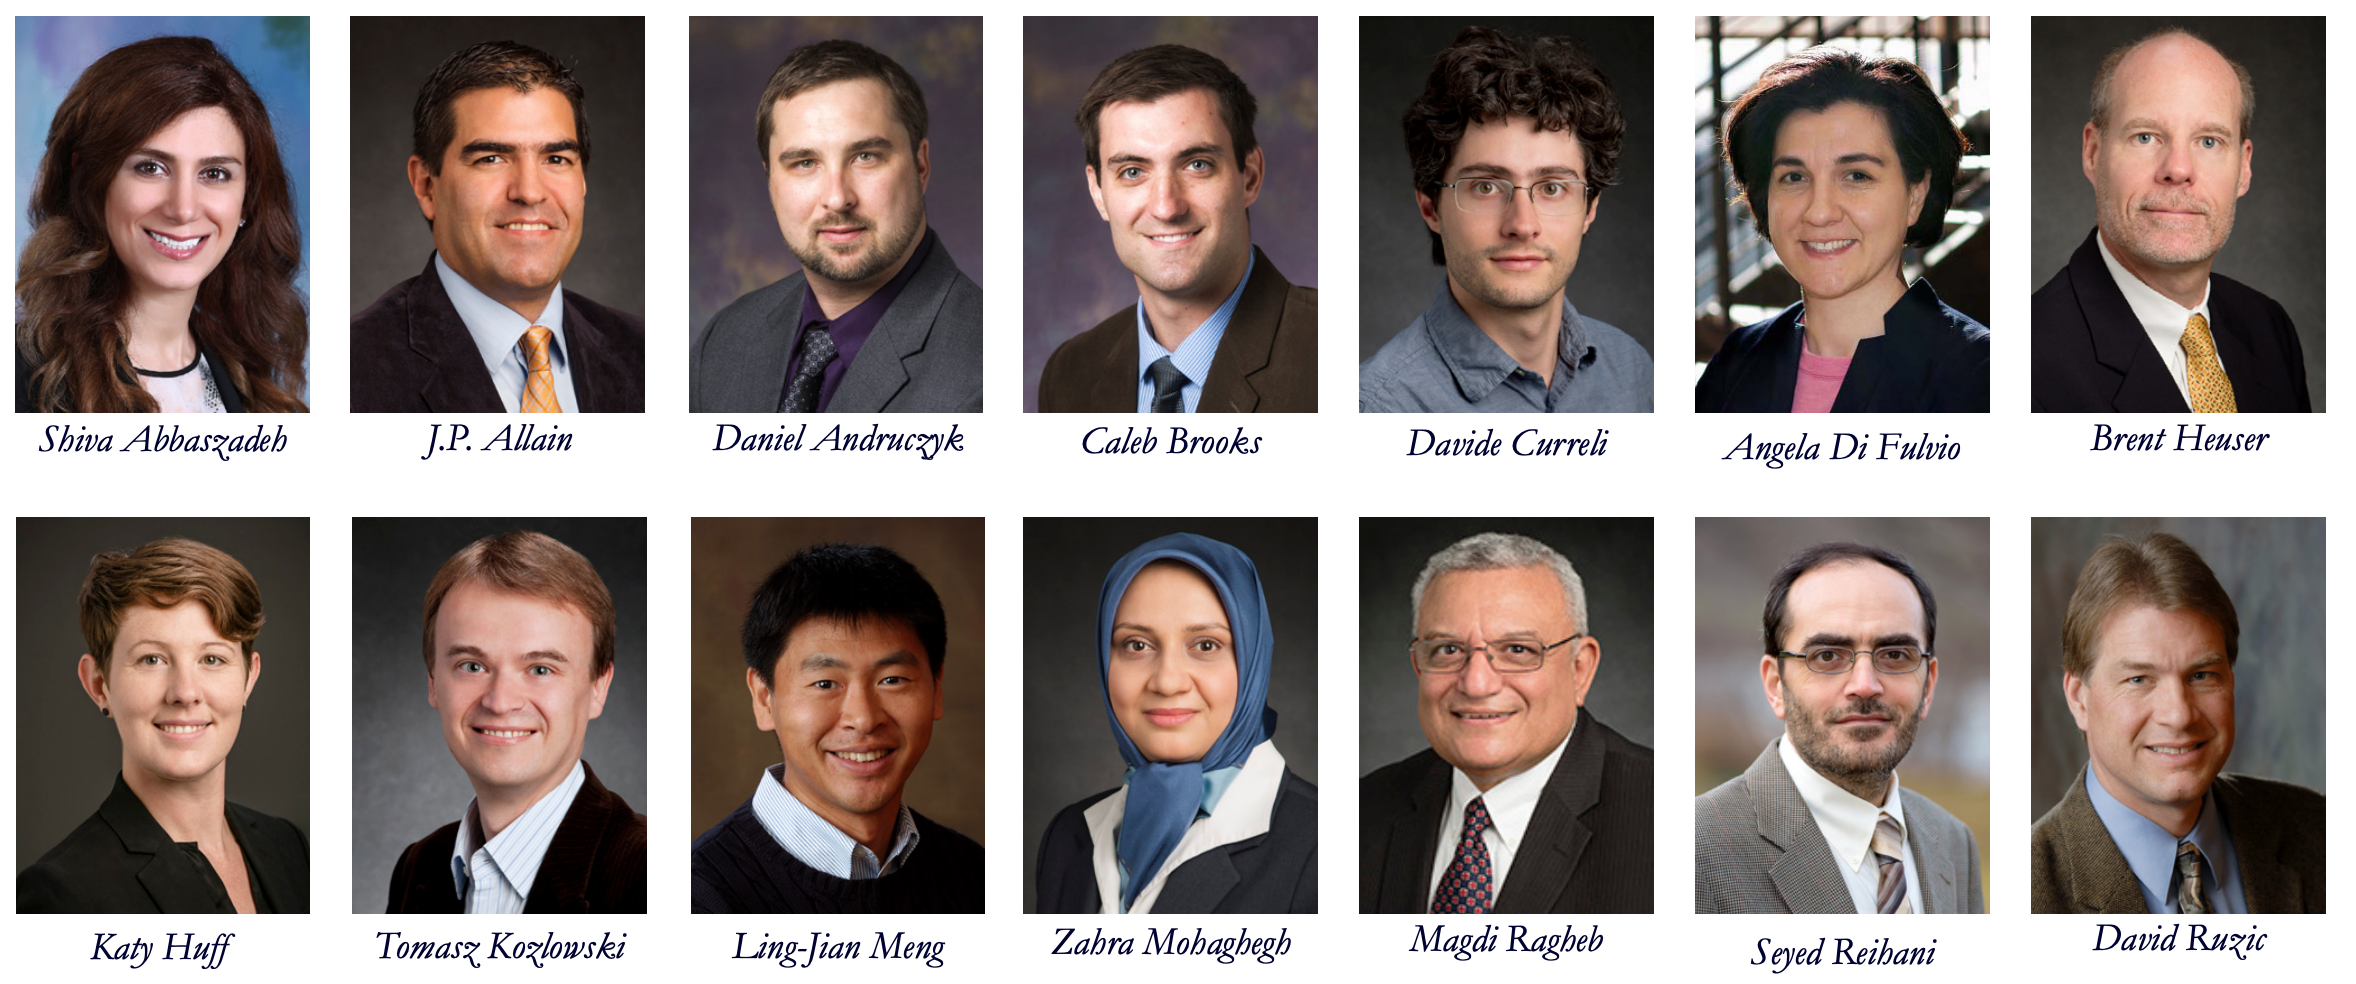 Shiva Abbaszadeh
J.P. Allain
Daniel Andruczyk
Caleb Brooks
Davide Curreli
Angela Di Fulvio
Brent Heuser
Katy Huff
Tomasz Kozlowski
Ling-Jian Meng
Zahra Mohaghegh
Magdi Ragheb
Seyed Reihani
David Ruzic